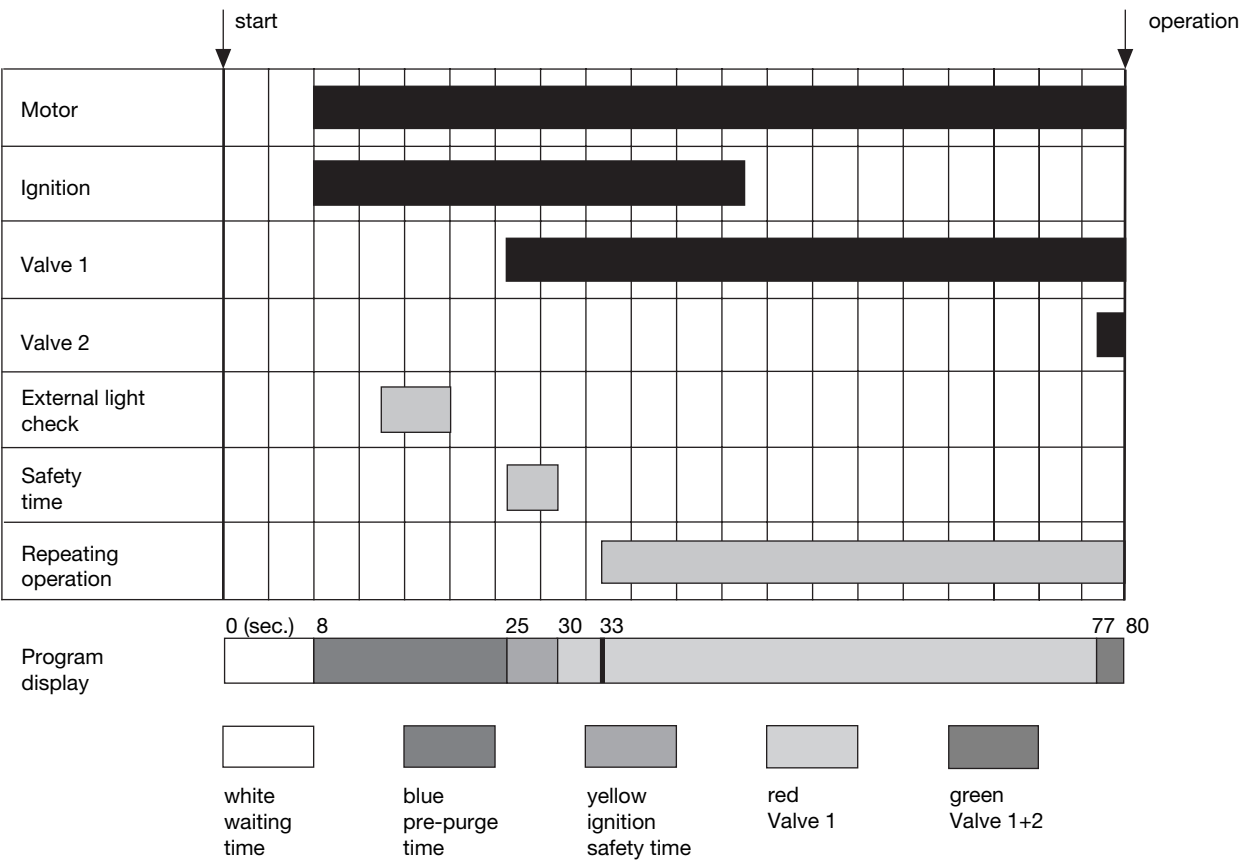 start
operation
Motor
Ignition
Valve 1
Valve 2
External light
check
Safety
time
Repeating
operation
0 (sec.) 8 25 30 33 77 80
Program
display
white
waiting
time
blue
pre-purge
time
yellow
ignition
safety time
red
Valve 1
green
Valve 1+2